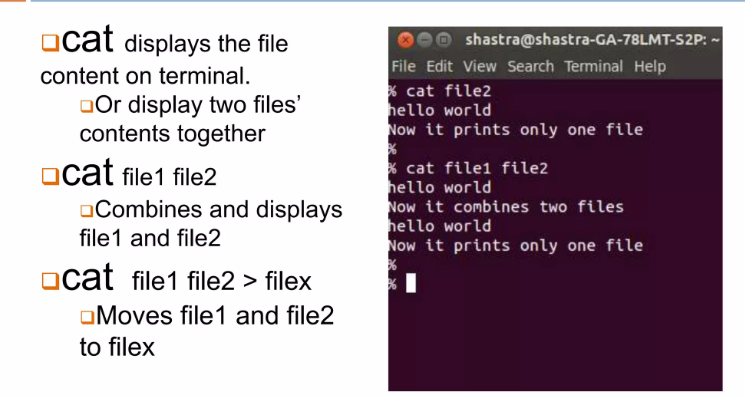 cat displays the file
content on terminal.
Or display two files'
contents together
cat file1 file2
Combines and displays
file1 and file2
cat file1 file2 > filex
Moves file1 and file2
to filex
shastra@shastra-GA-78LMT-S2P: ~
File Edit View Search Terminal Help
% cat file2
hello world
Now it prints only one file
%
% cat file1 file2
hello world
Now it combines two files
hello world
Now it prints only one file
%
%